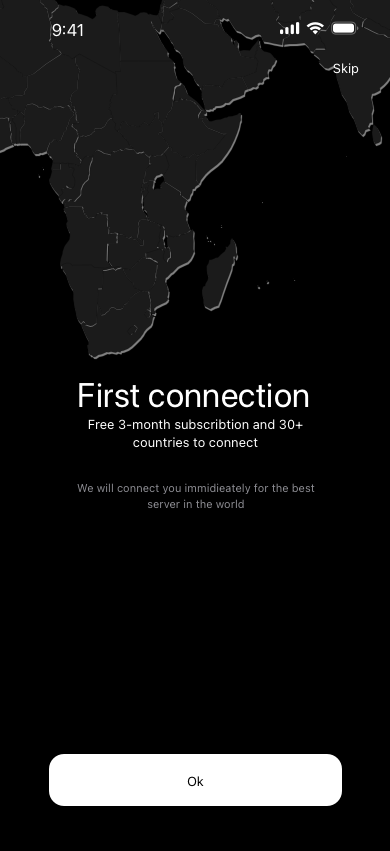 9:41
Skip
First connection
Free 3-month subscribtion and 30+
countries to connect
We will connect you immidieately for the best
server in the world
Ok